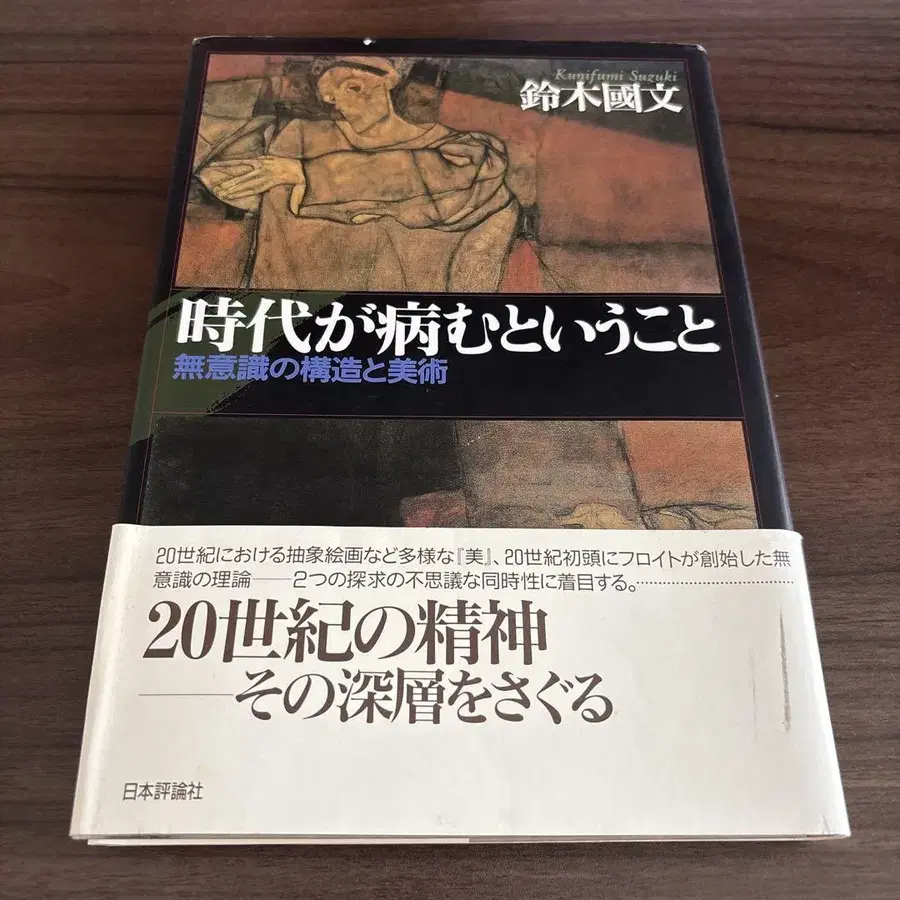 Kunifumi Suzuki
鈴木國文
時代が病むということ
無意識の構造と美術
20世紀における抽象絵画など多様な『美』、20世紀初頭にフロイトが創始した無
意識の理論——2つの探求の不思議な同時性に着目する。
20世紀の精神
——その深層をさぐる
日本評論社